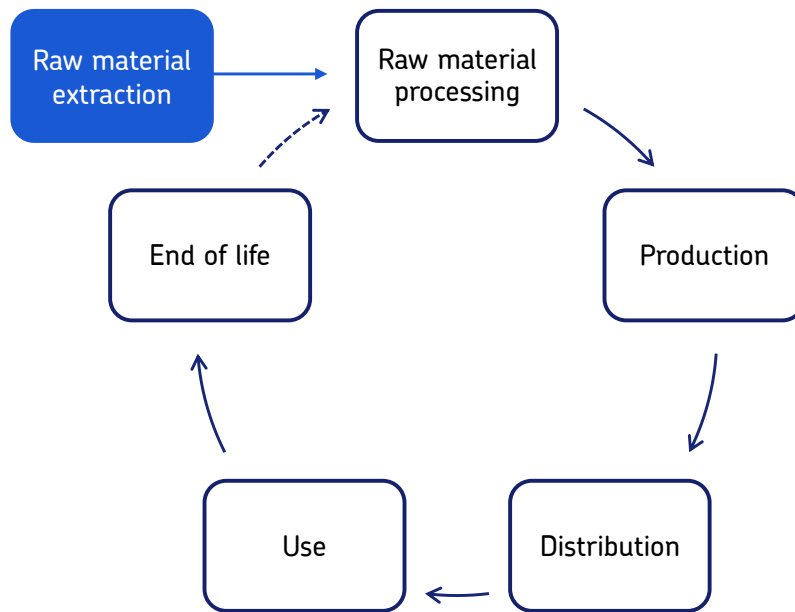 Raw material
extraction
Raw material
processing
End of life
Production
Use
Distribution